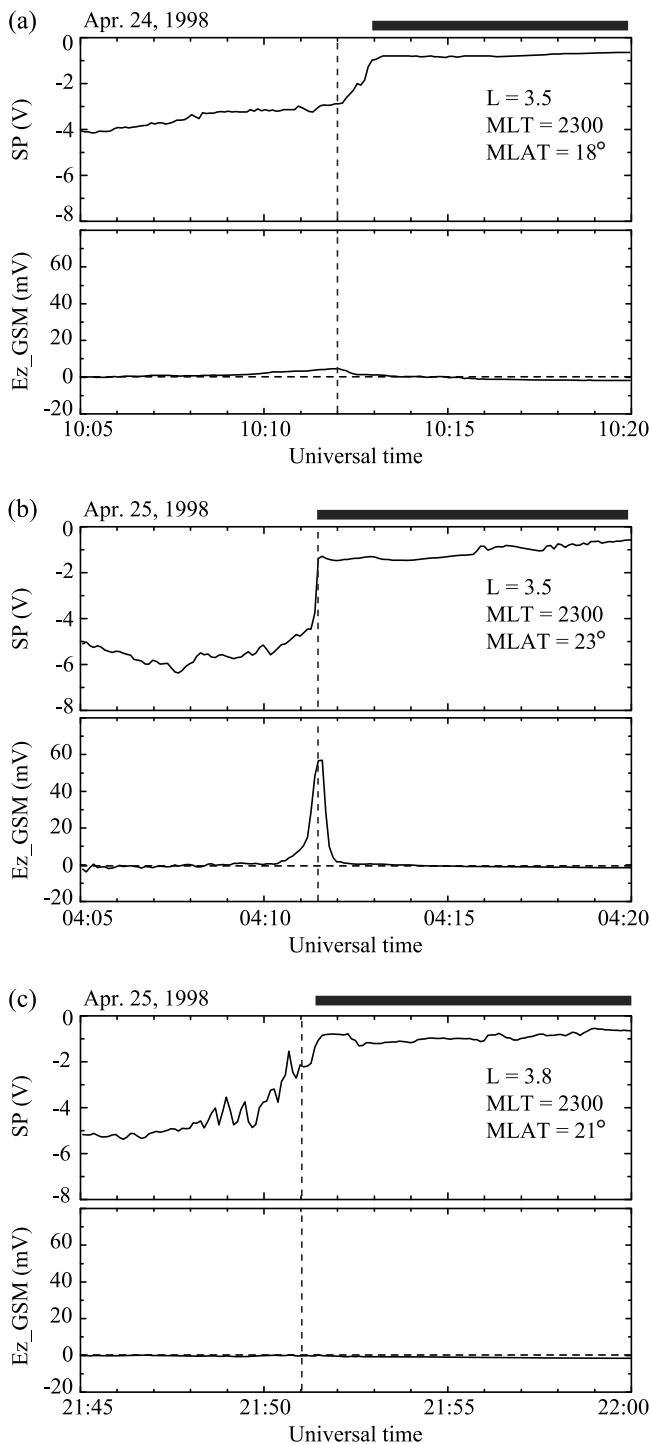 (a) Apr. 24, 1998
0
-2
-4
-6
-8
SP (V)
L = 3.5
MLT = 2300
MLAT = 18°
60
40
20
0
-20
Ez_GSM (mV)
10:05 10:10 10:15 10:20
Universal time
(b) Apr. 25, 1998
0
-2
-4
-6
-8
SP (V)
L = 3.5
MLT = 2300
MLAT = 23°
60
40
20
0
-20
Ez_GSM (mV)
04:05 04:10 04:15 04:20
Universal time
(c) Apr. 25, 1998
0
-2
-4
-6
-8
SP (V)
L = 3.8
MLT = 2300
MLAT = 21°
60
40
20
0
-20
Ez_GSM (mV)
21:45 21:50 21:55 22:00
Universal time